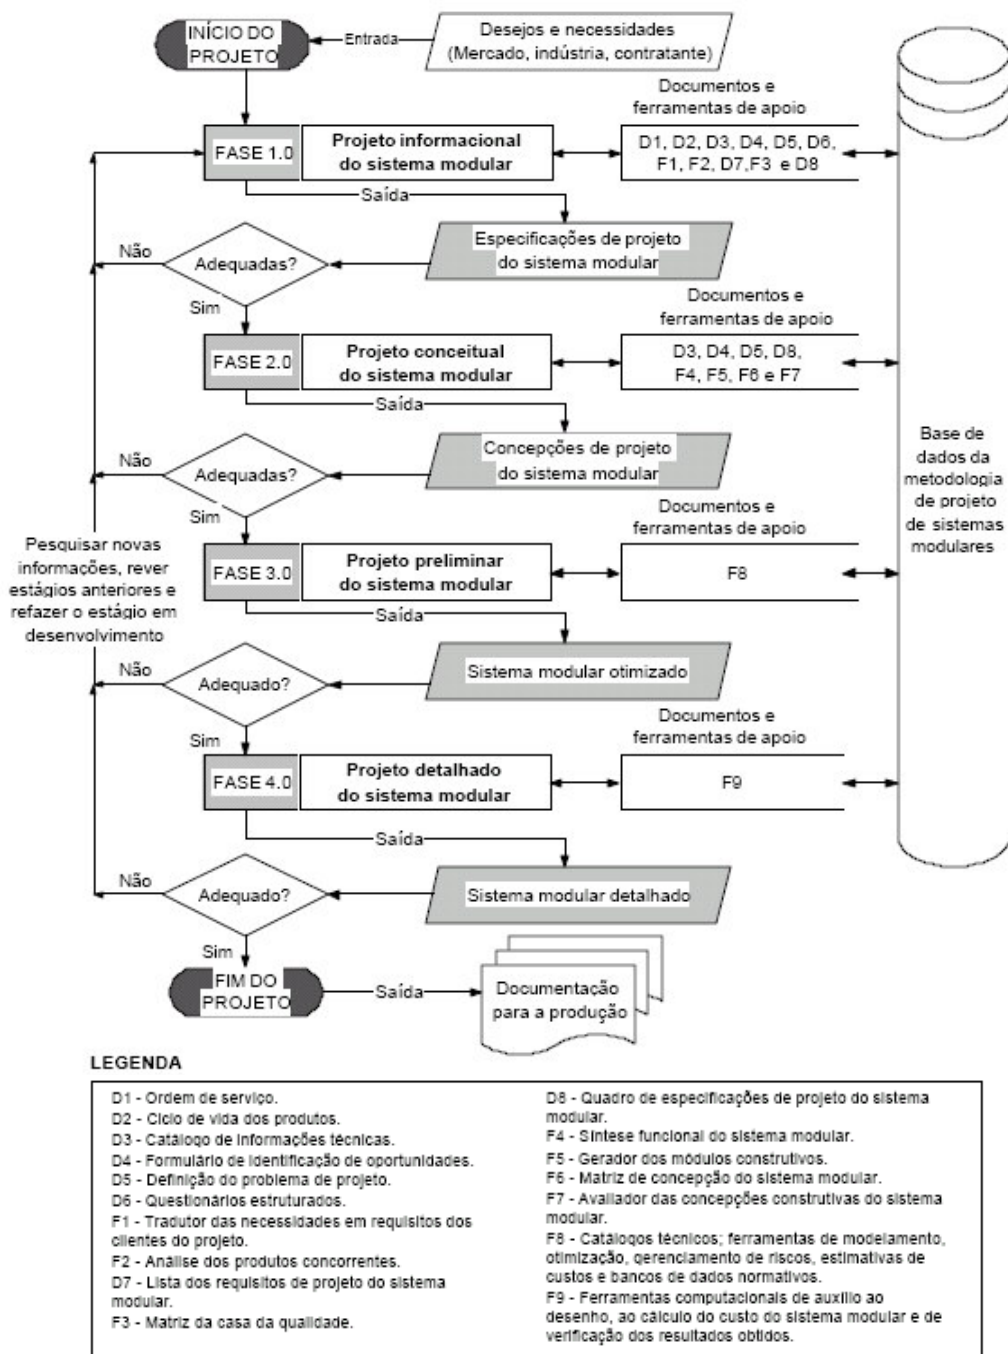 INÍCIO DO
PROJETO
Entrada
Desejos e necessidades
(Mercado, indústria, contratante)
Documentos e
ferramentas de apoio
FASE 1.0
Projeto informacional
do sistema modular
D1, D2, D3, D4, D5, D6,
F1, F2, D7,F3 e D8
Saída
Especificações de projeto
do sistema modular
Adequadas?
Não
Sim
Documentos e
ferramentas de apoio
FASE 2.0
Projeto conceitual
do sistema modular
D3, D4, D5, D8,
F4, F5, F6 e F7
Saída
Concepções de projeto
do sistema modular
Adequadas?
Não
Sim
Base de
dados da
metodologia
de projeto
de sistemas
modulares
Documentos e
ferramentas de apoio
Pesquisar novas
informações, rever
estágios anteriores e
refazer o estágio em
desenvolvimento
FASE 3.0
Projeto preliminar
do sistema modular
F8
Saída
Sistema modular otimizado
Adequado?
Não
Sim
Documentos e
ferramentas de apoio
FASE 4.0
Projeto detalhado
do sistema modular
F9
Saída
Sistema modular detalhado
Adequado?
Não
Sim
FIM DO
PROJETO
Saída
Documentação
para a produção
LEGENDA
D1 - Ordem de serviço.
D2 - Ciclo de vida dos produtos.
D3 - Catálogo de informações técnicas.
D4 - Formulário de identificação de oportunidades.
D5 - Definição do problema de projeto.
D6 - Questionários estruturados.
F1 - Tradutor das necessidades em requisitos dos
clientes do projeto.
F2 - Análise dos produtos concorrentes.
D7 - Lista dos requisitos de projeto do sistema
modular.
F3 - Matriz da casa da qualidade.
D8 - Quadro de especificações de projeto do sistema
modular.
F4 - Síntese funcional do sistema modular.
F5 - Gerador dos módulos construtivos.
F6 - Matriz de concepção do sistema modular.
F7 - Avaliador das concepções construtivas do sistema
modular.
F8 - Catálogos técnicos; ferramentas de modelamento,
otimização, gerenciamento de riscos, estimativas de
custos e bancos de dados normativos.
F9 - Ferramentas computacionais de auxílio ao
desenho, ao cálculo do custo do sistema modular e de
verificação dos resultados obtidos.